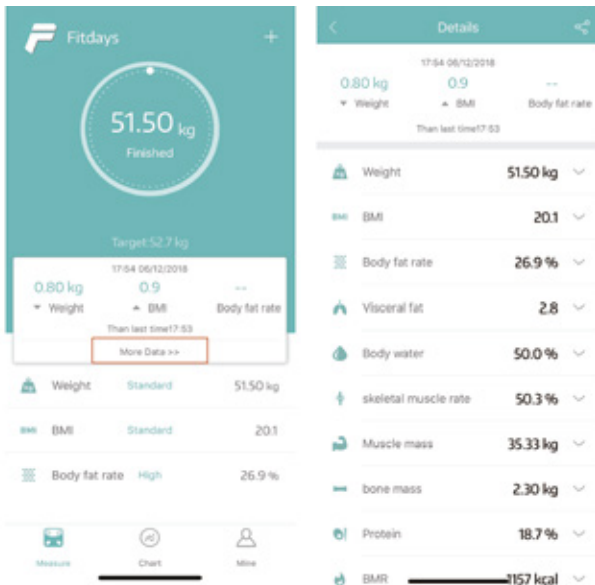 Fitdays
+
51.50 kg
Finished
Target:52.7 kg
17:54 06/12/2018
0.80 kg 0.9 --
Weight BMI Body fat rate
Than last time17:53
More Data >>
Weight Standard 51.50 kg
BMI BMI Standard 20.1
Body fat rate High 26.9 %
Measure Chart Mine
Details
17:54 06/12/2018
0.80 kg 0.9 --
Weight BMI Body fat rate
Than last time17:53
Weight 51.50 kg
BMI BMI 20.1
Body fat rate 26.9 %
Visceral fat 2.8
Body water 50.0 %
skeletal muscle rate 50.3 %
Muscle mass 35.33 kg
bone mass 2.30 kg
Protein 18.7 %
BMR 1157 kcal